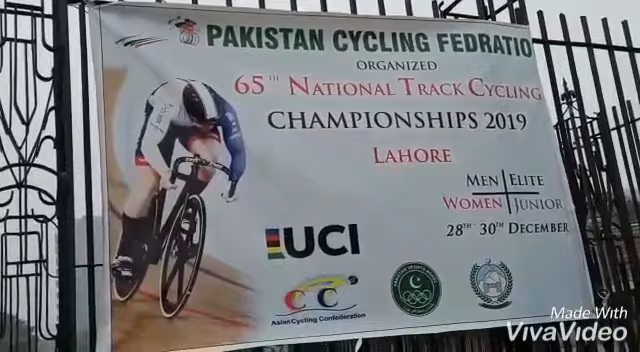 PAKISTAN CYCLING FEDRATIO
ORGANIZED
65TH NATIONAL TRACK CYCLING
CHAMPIONSHIPS 2019
LAHORE
MEN ELITE
WOMEN JUNIOR
28TH- 30TH DECEMBER
UCI
ACC
Asian Cycling Confederation
Made With
VivaVideo